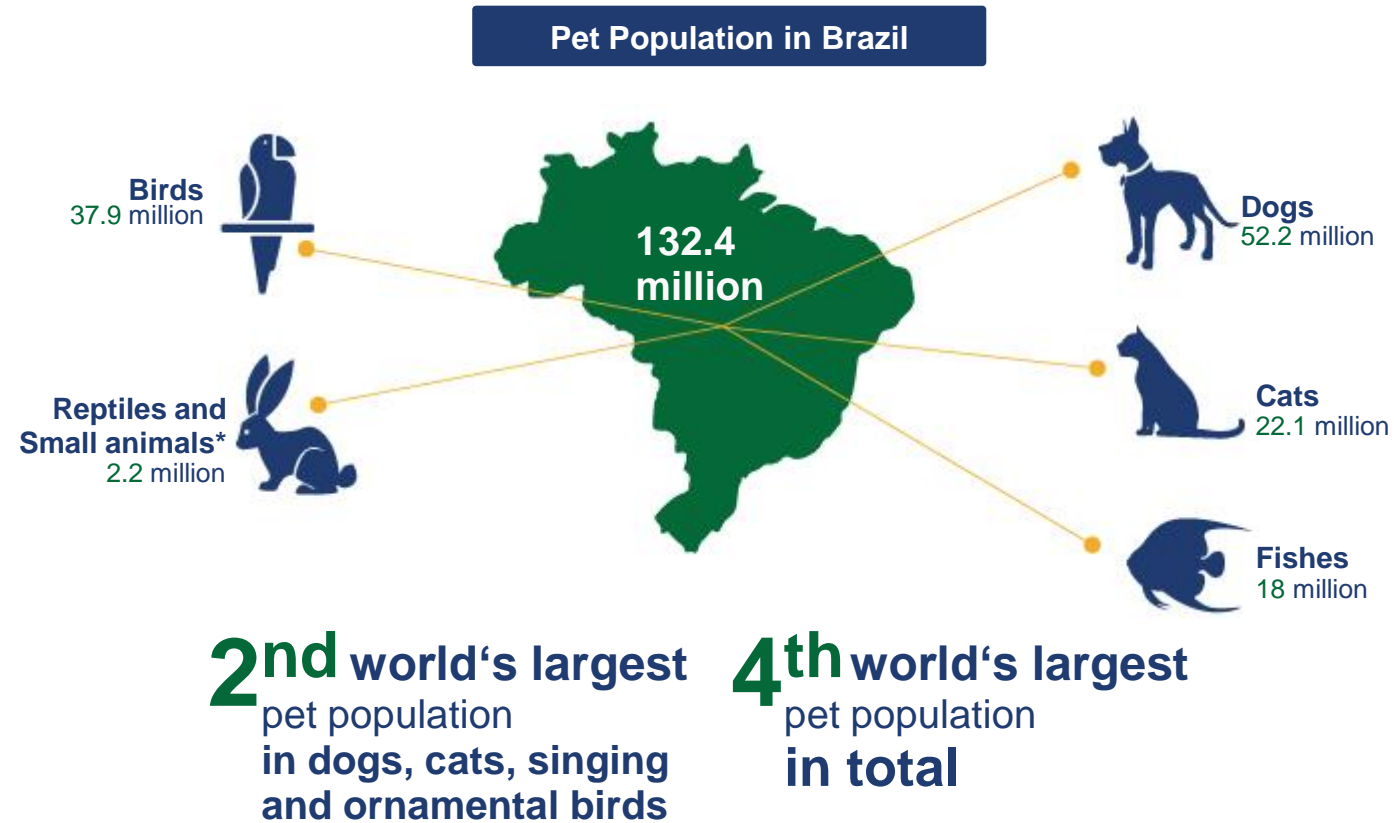 Pet Population in Brazil
Birds
37.9 million
Reptiles and
Small animals*
2.2 million
132.4
million
Dogs
52.2 million
Cats
22.1 million
Fishes
18 million
2nd world‘s largest
pet population
in dogs, cats, singing
and ornamental birds
4th world‘s largest
pet population
in total